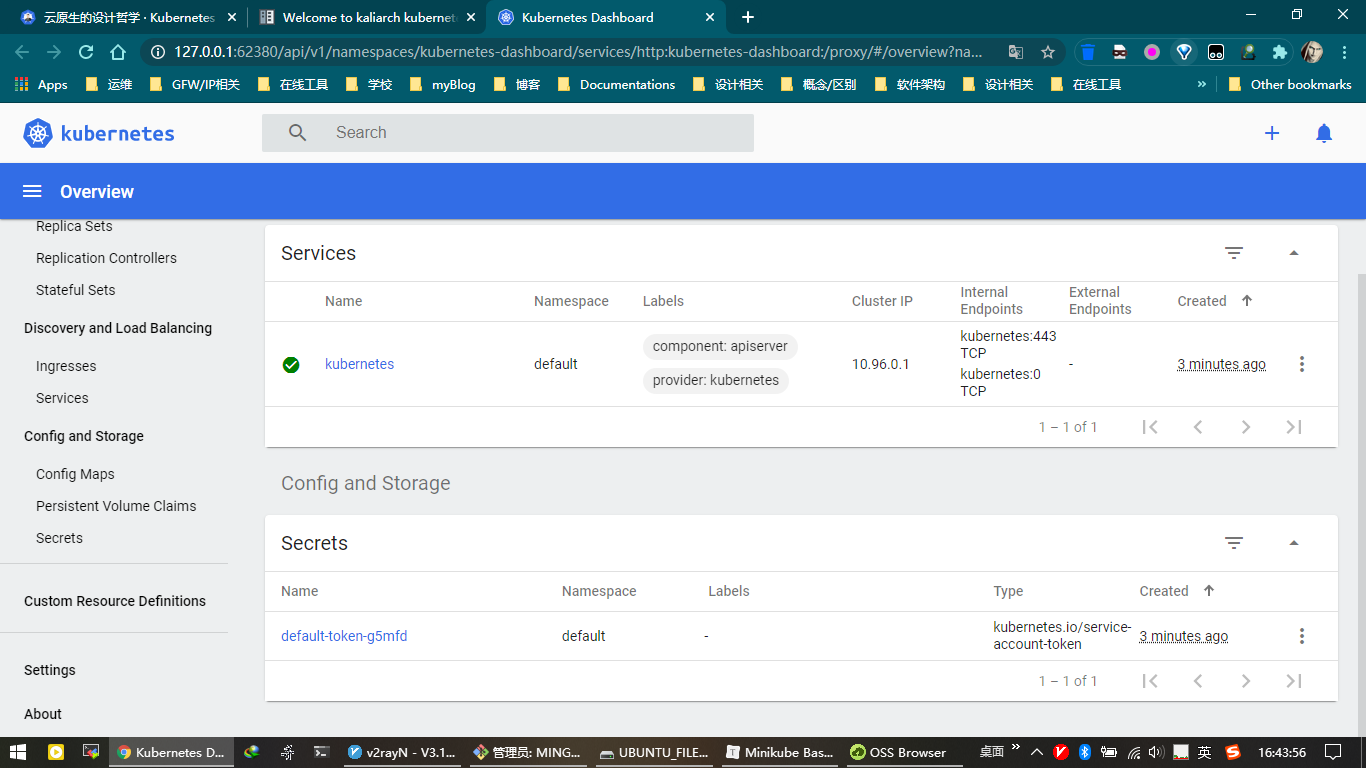 云原生的设计哲学 · Kubernetes
Welcome to kaliarch kubernet
Kubernetes Dashboard
127.0.0.1:62380/api/v1/namespaces/kubernetes-dashboard/services/http:kubernetes-dashboard:/proxy/#/overview?na...
Apps
运维
GFW/IP相关
在线工具
学校
myBlog
博客
Documentations
设计相关
概念/区别
软件架构
设计相关
在线工具
»
Other bookmarks
kubernetes
Search
Overview
Replica Sets
Replication Controllers
Stateful Sets
Discovery and Load Balancing
Ingresses
Services
Config and Storage
Config Maps
Persistent Volume Claims
Secrets
Custom Resource Definitions
Settings
About
Services
Name
Namespace
Labels
Cluster IP
Internal
Endpoints
External
Endpoints
Created
kubernetes
default
component: apiserver
provider: kubernetes
10.96.0.1
kubernetes:443
TCP
kubernetes:0
TCP
-
3 minutes ago
1 – 1 of 1
Config and Storage
Secrets
Name
Namespace
Labels
Type
Created
default-token-g5mfd
default
-
kubernetes.io/service-
account-token
3 minutes ago
1 – 1 of 1
Kubernetes D...
v2rayN - V3.1...
管理员: MING...
UBUNTU_FILE...
Minikube Bas...
OSS Browser
桌面
»
英
16:43:56